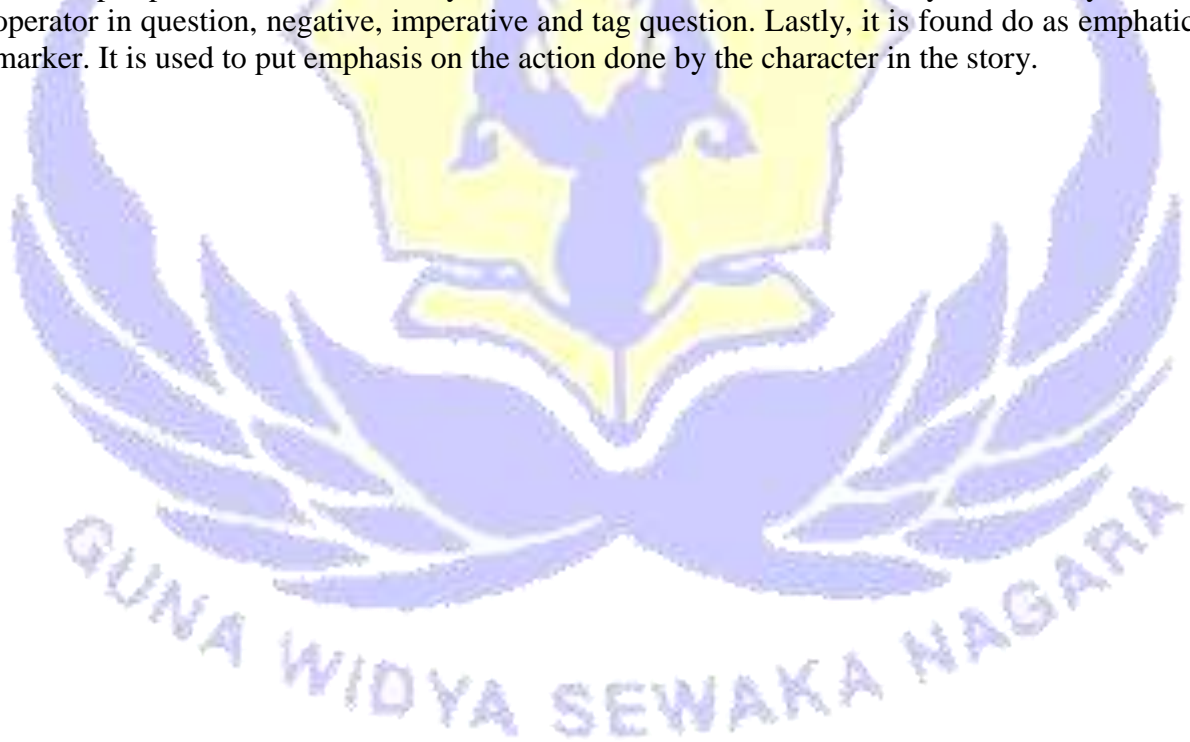 operator in question, negative, imperative and tag question. Lastly, it is found do as emphatic
marker. It is used to put emphasis on the action done by the character in the story.
GUNA WIDYA SEWAKA NAGARA